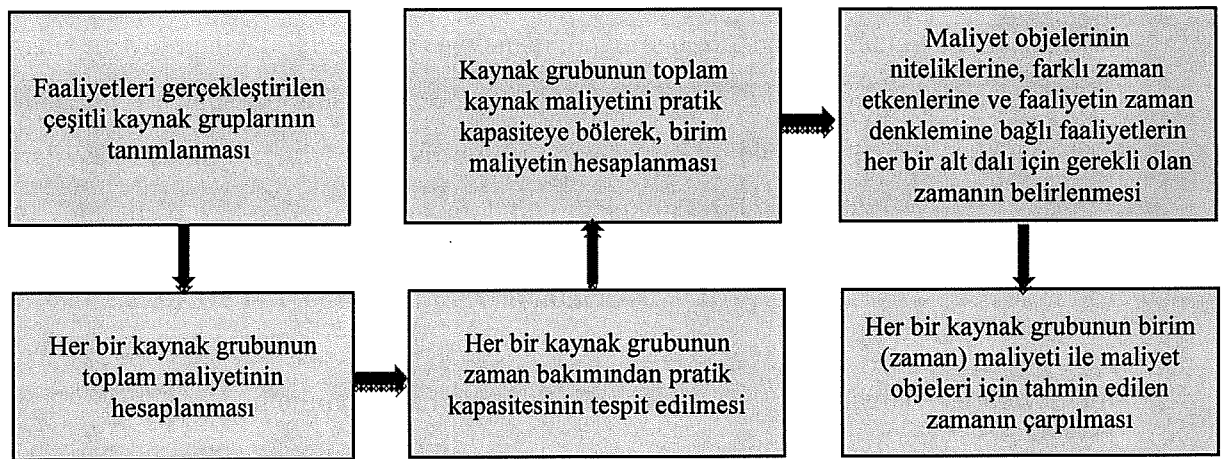 Faaliyetleri gerçekleştirilen
çeşitli kaynak gruplarının
tanımlanması
Her bir kaynak grubunun
toplam maliyetinin
hesaplanması
Her bir kaynak grubunun
zaman bakımından pratik
kapasitesinin tespit edilmesi
Kaynak grubunun toplam
kaynak maliyetini pratik
kapasiteye bölerek, birim
maliyetin hesaplanması
Maliyet objelerinin
niteliklerine, farklı zaman
etkenlerine ve faaliyetin zaman
denklemine bağlı faaliyetlerin
her bir alt dalı için gerekli olan
zamanın belirlenmesi
Her bir kaynak grubunun birim
(zaman) maliyeti ile maliyet
objeleri için tahmin edilen
zamanın çarpılması